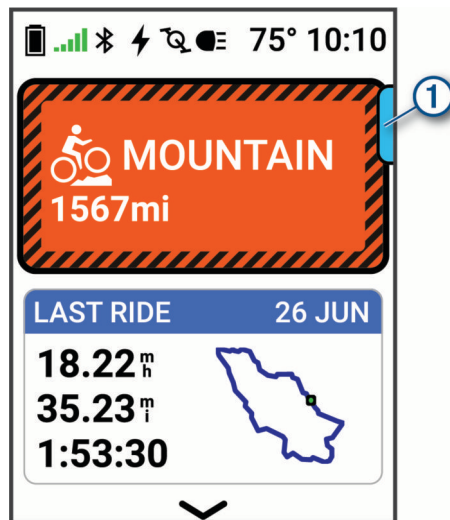 75° 10:10
1
MOUNTAIN
1567mi
LAST RIDE 26 JUN
18.22 m h
35.23 m i
1:53:30